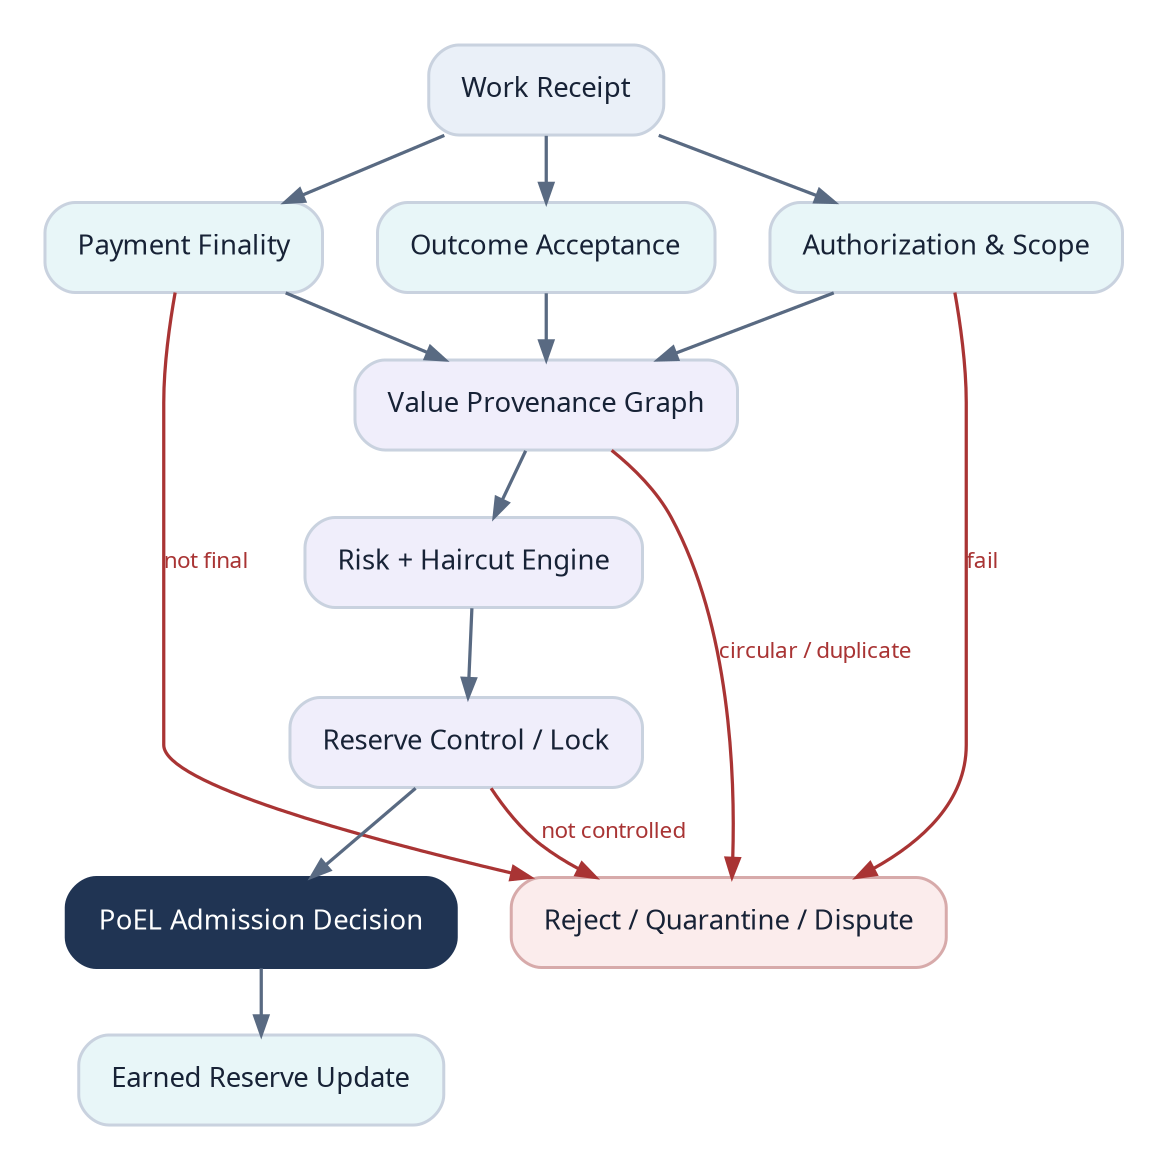 Work Receipt
Payment Finality
Outcome Acceptance
Authorization & Scope
Value Provenance Graph
Risk + Haircut Engine
not final
fail
circular / duplicate
Reserve Control / Lock
not controlled
PoEL Admission Decision
Reject / Quarantine / Dispute
Earned Reserve Update